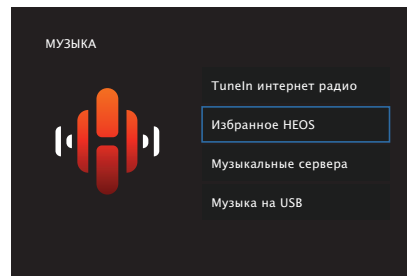 МУЗЫКА
TuneIn интернет радио
Избранное HEOS
Музыкальные сервера
Музыка на USB